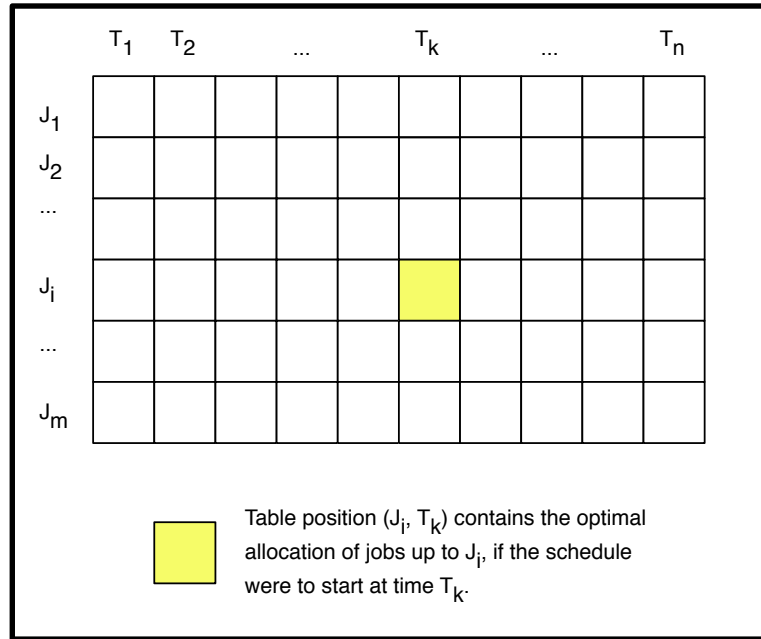 T1 T2 ... Tk ... Tn
J1
J2
...
Ji
...
Jm
Table position (Ji, Tk) contains the optimal
allocation of jobs up to Ji, if the schedule
were to start at time Tk.